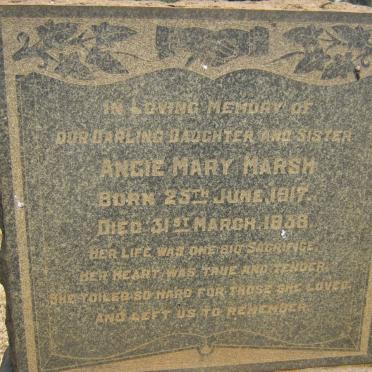 IN LOVING MEMORY OF
OUR DARLING DAUGHTER AND SISTER
ANGIE MARY MARSH
BORN 25TH JUNE 1917.
DIED 31ST MARCH 1938.
HER LIFE WAS ONE BIG SACRIFICE,
HER HEART WAS TRUE AND TENDER.
SHE TOILED SO HARD FOR THOSE SHE LOVED
AND LEFT US TO REMEMBER.